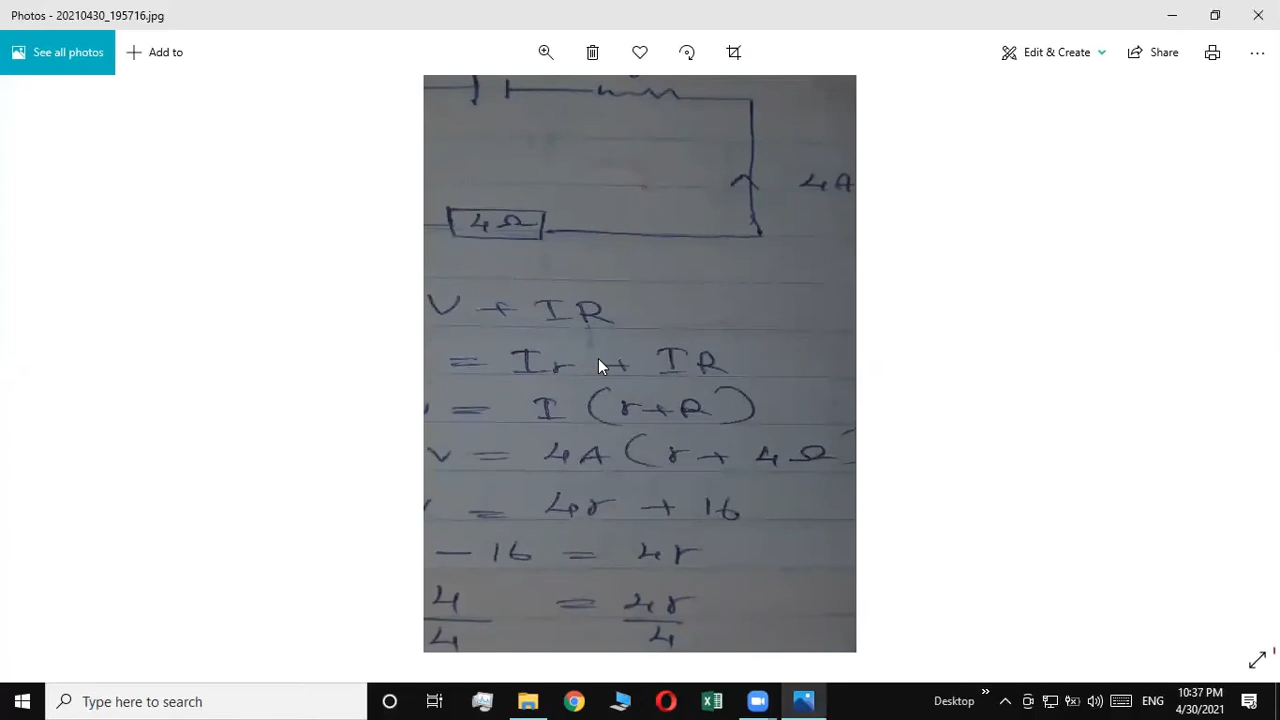 Photos - 20210430_195716.jpg
See all photos
Add to
Edit & Create
Share
4A
4Ω
V + IR
= Ir + IR
= I (r+R)
V = 4A (r + 4Ω
= 4r + 16
- 16 = 4r
4/4 = 4r/4
Type here to search
Desktop
ENG
10:37 PM
4/30/2021